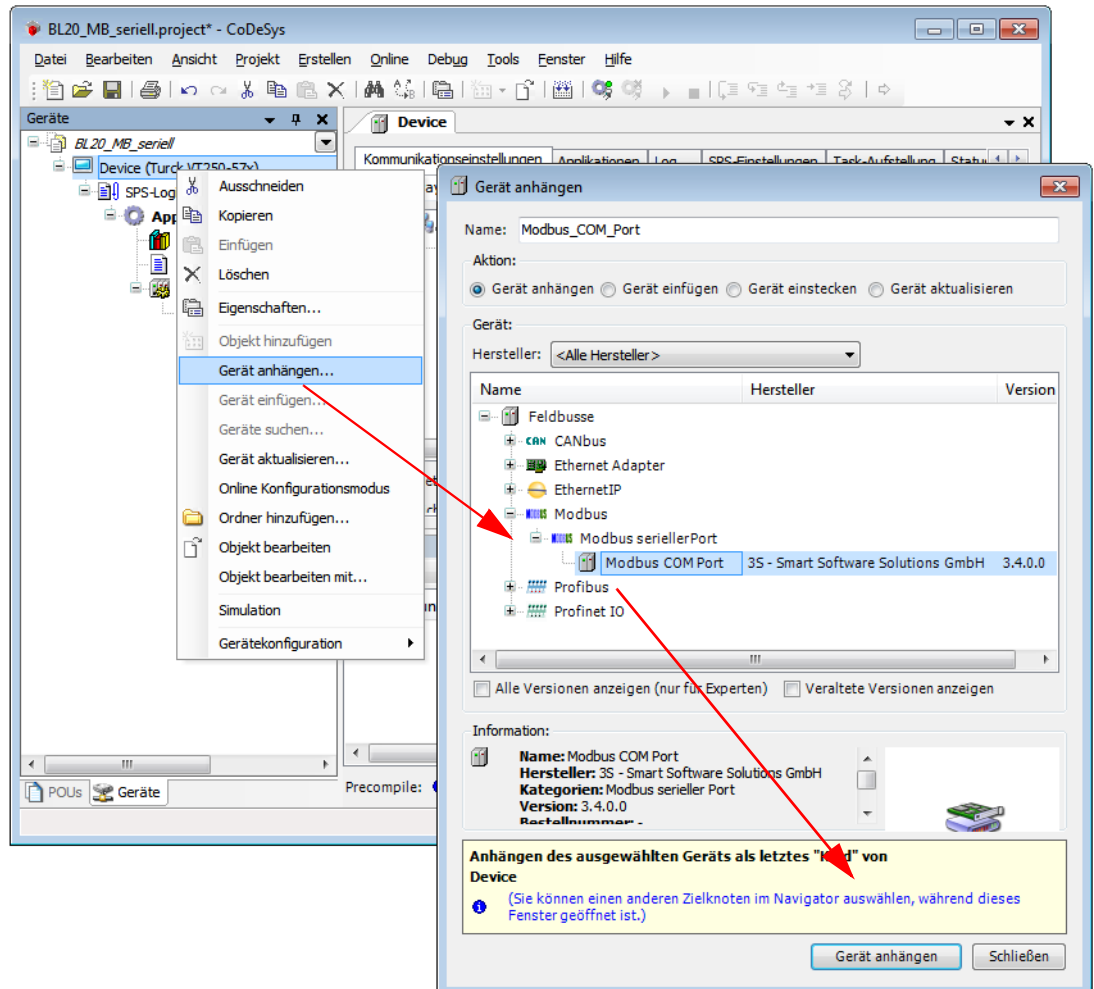 BL20_MB_seriell.project* - CoDeSys
Datei Bearbeiten Ansicht Projekt Erstellen Online Debug Tools Fenster Hilfe
Geräte
BL20_MB_seriell
Device (Turck VT250-57x)
SPS-Log
App
Ausschneiden
Kopieren
Einfügen
Löschen
Eigenschaften...
Objekt hinzufügen
Gerät anhängen...
Gerät einfügen...
Geräte suchen...
Gerät aktualisieren...
Online Konfigurationsmodus
Ordner hinzufügen...
Objekt bearbeiten
Objekt bearbeiten mit...
Simulation
Gerätekonfiguration
POUs Geräte
Device
Kommunikationseinstellungen Applikationen Log SPS-Einstellungen Task-Aufstellung Statu
Precompile:
Gerät anhängen
Name: Modbus_COM_Port
Aktion:
Gerät anhängen Gerät einfügen Gerät einstecken Gerät aktualisieren
Gerät:
Hersteller: <Alle Hersteller>
Name Hersteller Version
Feldbusse
CAN CANbus
Ethernet Adapter
EthernetIP
Modbus
Modbus seriellerPort
Modbus COM Port 3S - Smart Software Solutions GmbH 3.4.0.0
Profibus
Profinet IO
Alle Versionen anzeigen (nur für Experten) Veraltete Versionen anzeigen
Information:
Name: Modbus COM Port
Hersteller: 3S - Smart Software Solutions GmbH
Kategorien: Modbus serieller Port
Version: 3.4.0.0
Bestellnummer: -
Anhängen des ausgewählten Geräts als letztes "Kind" von
Device
(Sie können einen anderen Zielknoten im Navigator auswählen, während dieses
Fenster geöffnet ist.)
Gerät anhängen Schließen